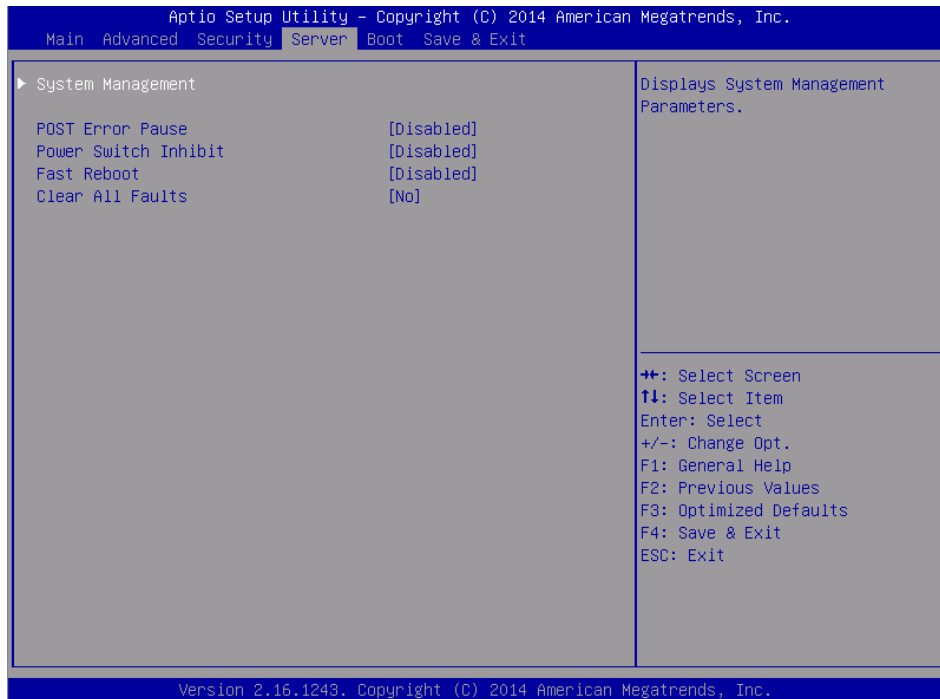 Aptio Setup Utility – Copyright (C) 2014 American Megatrends, Inc.
Main Advanced Security Server Boot Save & Exit
► System Management
POST Error Pause [Disabled]
Power Switch Inhibit [Disabled]
Fast Reboot [Disabled]
Clear All Faults [No]
Displays System Management
Parameters.
→←: Select Screen
↑↓: Select Item
Enter: Select
+/-: Change Opt.
F1: General Help
F2: Previous Values
F3: Optimized Defaults
F4: Save & Exit
ESC: Exit
Version 2.16.1243. Copyright (C) 2014 American Megatrends, Inc.